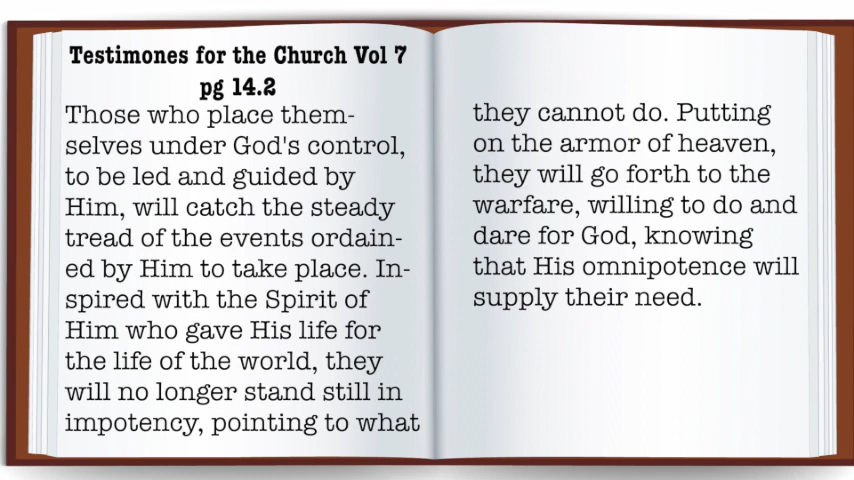 Testimones for the Church Vol 7
pg 14.2
Those who place them-
selves under God's control,
to be led and guided by
Him, will catch the steady
tread of the events ordain-
ed by Him to take place. In-
spired with the Spirit of
Him who gave His life for
the life of the world, they
will no longer stand still in
impotency, pointing to what
they cannot do. Putting
on the armor of heaven,
they will go forth to the
warfare, willing to do and
dare for God, knowing
that His omnipotence will
supply their need.